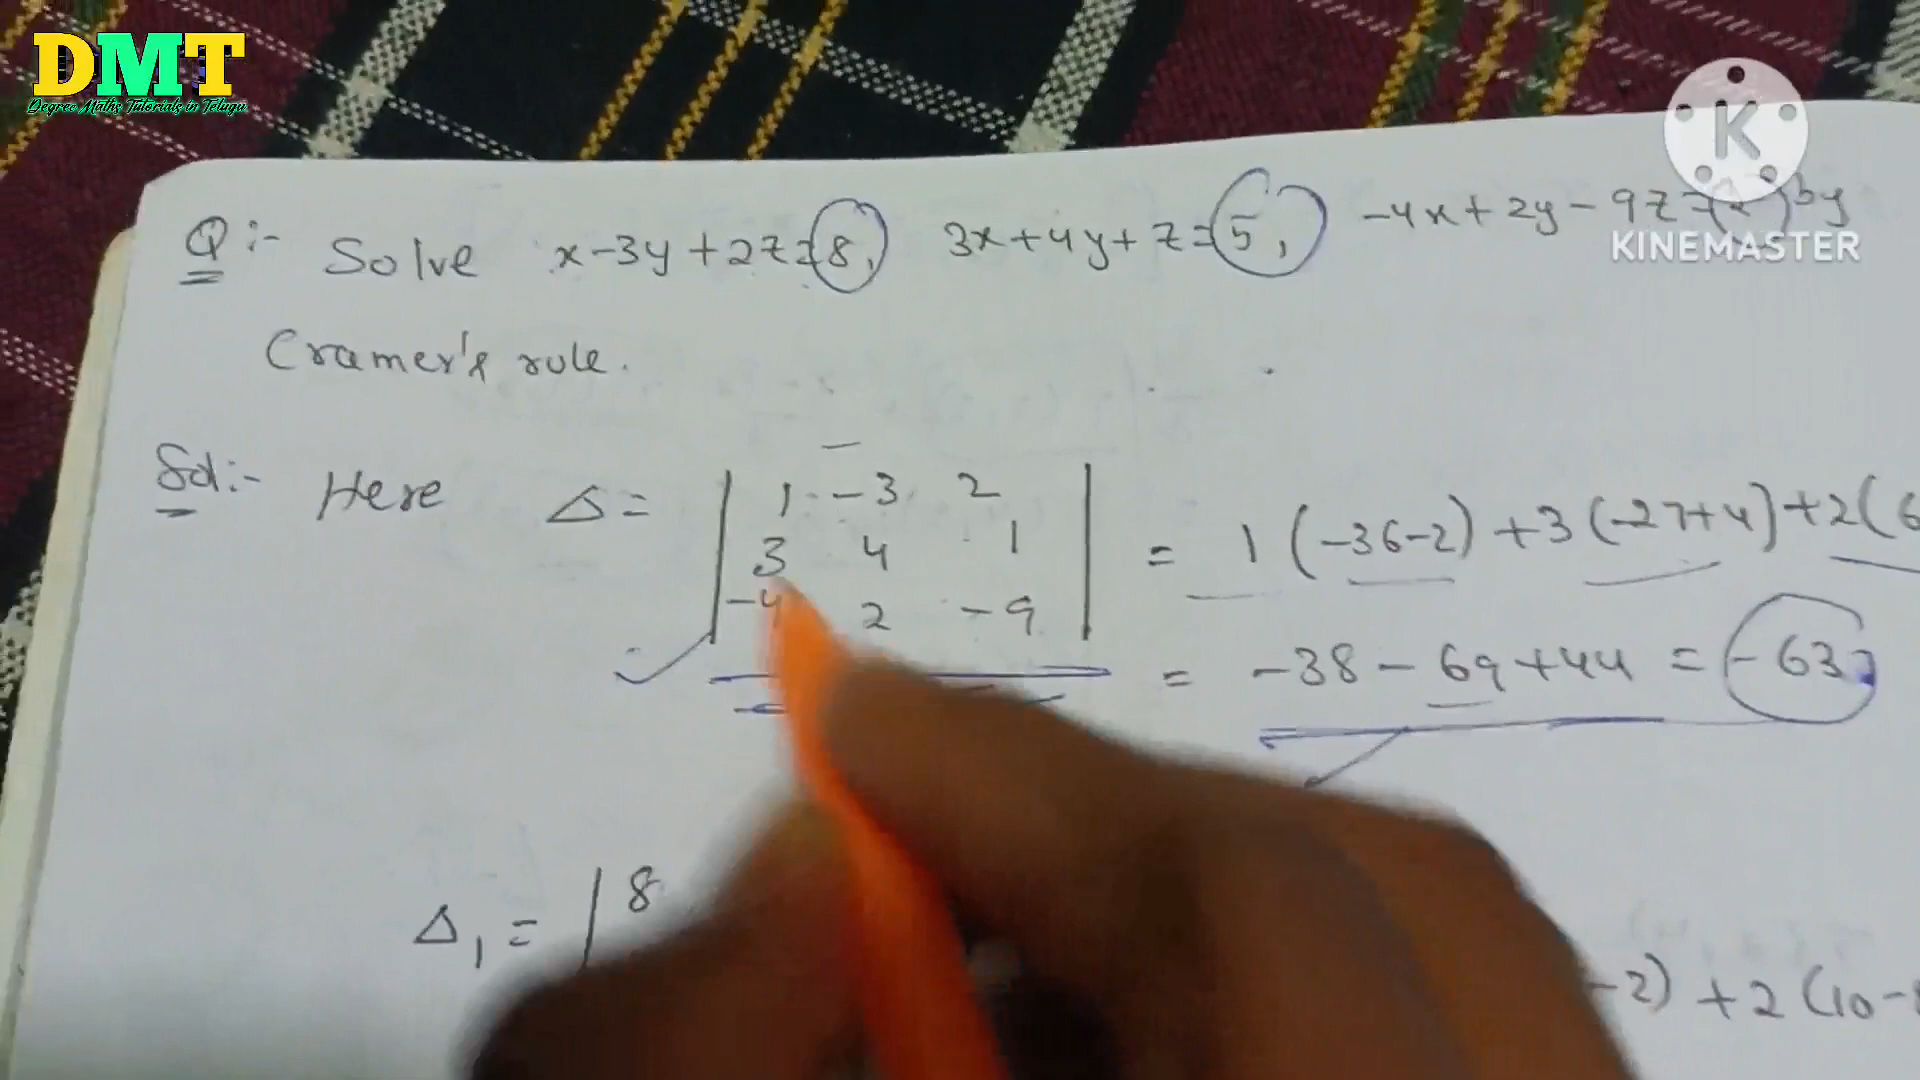 DMT
Degree Maths Tutorials in Telugu
K
KINEMASTER
Q:- Solve x-3y+2z=8, 3x+4y+z=5, -4x+2y-9z= by
Cramer's rule.
Sol:- Here Δ = | 1 -3 2
3 4 1
-4 2 -9 | = 1(-36-2)+3(-27+4)+2(6
= -38-69+44 = -63
Δ1 = | 8
-2)+2(10-